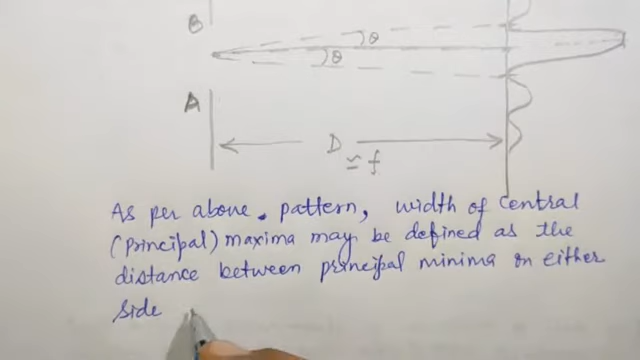 B
θ
θ
A
D
≃ f
As per above. pattern, width of central
(principal) maxima may be defined as the
distance between principal minima on either
side